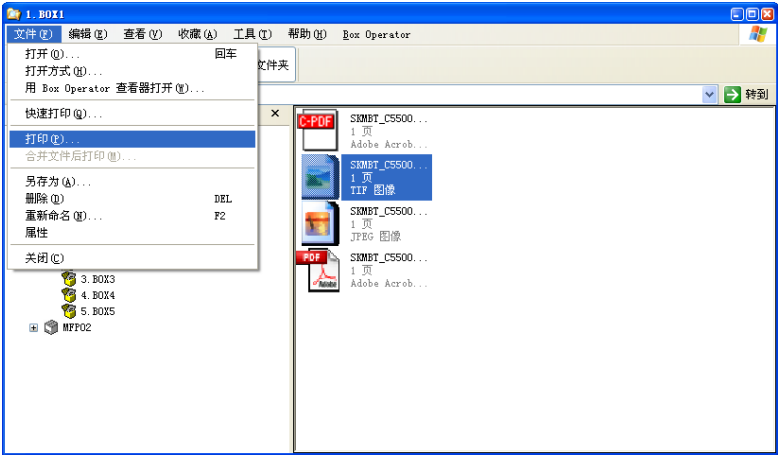 1. BOX1
文件(F) 编辑(E) 查看(V) 收藏(A) 工具(T) 帮助(H) Box Operator
打开(O)... 回车
打开方式(H)...
用 Box Operator 查看器打开(W)...
快速打印(Q)...
打印(P)...
合并文件后打印(M)...
另存为(A)...
删除(D) DEL
重新命名(N)... F2
属性
关闭(C)
文件夹
转到
3. BOX3
4. BOX4
5. BOX5
MFP02
C-PDF
SKMBT_C5500...
1 页
Adobe Acrob...
SKMBT_C5500...
1 页
TIF 图像
SKMBT_C5500...
1 页
JPEG 图像
PDF
Adobe
SKMBT_C5500...
1 页
Adobe Acrob...